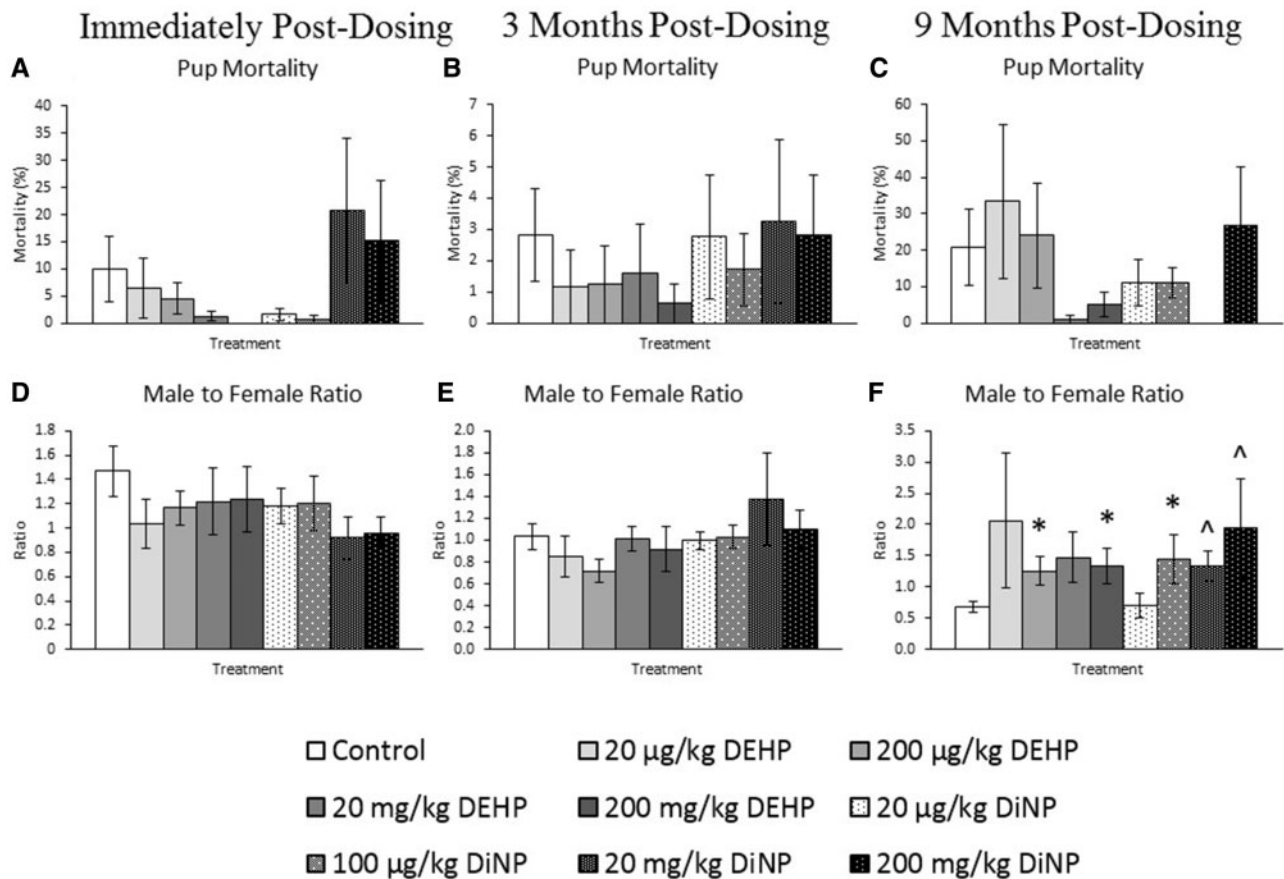 Immediately Post-Dosing 3 Months Post-Dosing 9 Months Post-Dosing
A Pup Mortality
Mortality (%)
40
35
30
25
20
15
10
5
0
Treatment
B Pup Mortality
Mortality (%)
7
6
5
4
3
2
1
0
Treatment
C Pup Mortality
Mortality (%)
60
50
40
30
20
10
0
Treatment
D Male to Female Ratio
Ratio
1.8
1.6
1.4
1.2
1
0.8
0.6
0.4
0.2
0
Treatment
E Male to Female Ratio
Ratio
2.0
1.8
1.6
1.4
1.2
1.0
0.8
0.6
0.4
0.2
0.0
Treatment
F Male to Female Ratio
Ratio
3.5
3.0
2.5
2.0
1.5
1.0
0.5
0.0
* * * ^ ^
Treatment
Control 20 µg/kg DEHP 200 µg/kg DEHP
20 mg/kg DEHP 200 mg/kg DEHP 20 µg/kg DiNP
100 µg/kg DiNP 20 mg/kg DiNP 200 mg/kg DiNP